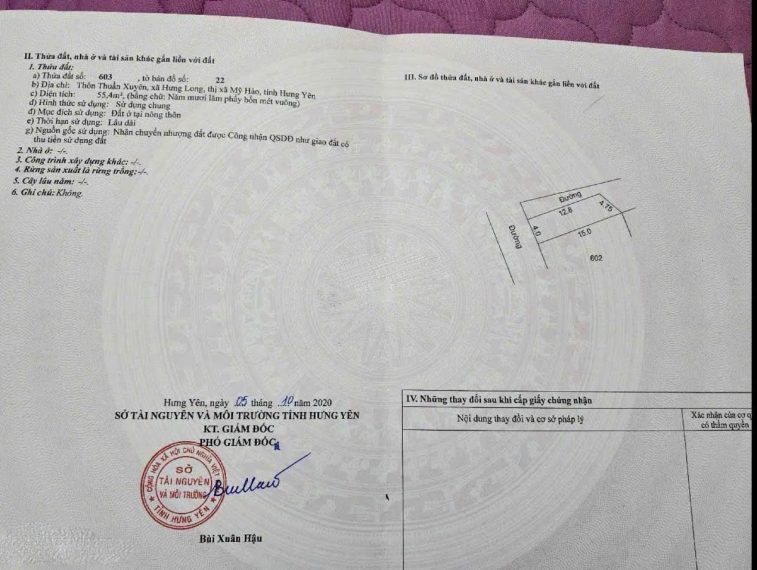 II. Thửa đất, nhà ở và tài sản khác gắn liền với đất
1. Thửa đất:
a) Thửa đất số: 603 , tờ bản đồ số: 22
b) Địa chỉ: Thôn Thuần Xuyên, xã Hưng Long, thị xã Mỹ Hào, tỉnh Hưng Yên
c) Diện tích: 55,4m², (bằng chữ: Năm mươi lăm phẩy bốn mét vuông)
d) Hình thức sử dụng: Sử dụng chung
đ) Mục đích sử dụng: Đất ở tại nông thôn
e) Thời hạn sử dụng: Lâu dài
g) Nguồn gốc sử dụng: Nhận chuyển nhượng đất được Công nhận QSDĐ như giao đất có
thu tiền sử dụng đất
2. Nhà ở: -/-.
3. Công trình xây dựng khác: -/-.
4. Rừng sản xuất là rừng trồng: -/-.
5. Cây lâu năm: -/-.
6. Ghi chú: Không.
Hưng Yên, ngày 05 tháng 10 năm 2020
SỞ TÀI NGUYÊN VÀ MÔI TRƯỜNG TỈNH HƯNG YÊN
KT. GIÁM ĐỐC
PHÓ GIÁM ĐỐC
CỘNG HÒA XÃ HỘI CHỦ NGHĨA VIỆT
SỞ
TÀI NGUYÊN
VÀ MÔI TRƯỜNG
TỈNH HƯNG YÊN
Bùi Xuân Hậu
III. Sơ đồ thửa đất, nhà ở và tài sản khác gắn liền với đất
Đường
12.8
4.75
Đường
4.0
15.0
602
IV. Những thay đổi sau khi cấp giấy chứng nhận
Nội dung thay đổi và cơ sở pháp lý
Xác nhận của cơ q
có thẩm quyền